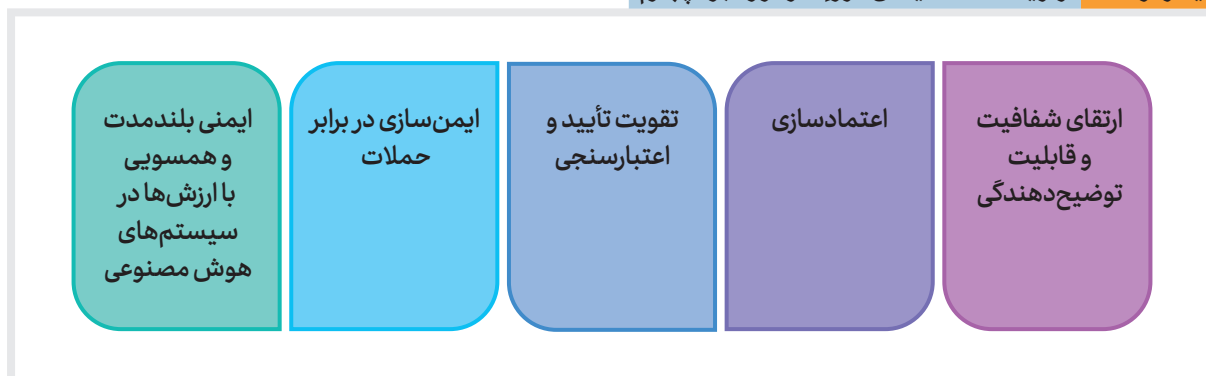 ارتقای شفافیت
و قابلیت
توضیح‌دهندگی
اعتمادسازی
تقویت تأیید و
اعتبارسنجی
ایمن‌سازی در برابر
حملات
ایمنی بلندمدت
و همسویی
با ارزش‌ها در
سیستم‌های
هوش مصنوعی